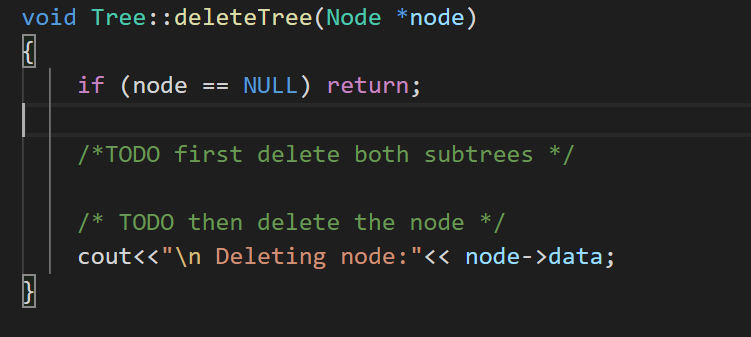 void Tree::deleteTree(Node *node)
{
if (node == NULL) return;
/*TODO first delete both subtrees */
/* TODO then delete the node */
cout<<"\n Deleting node:"<< node->data;
}